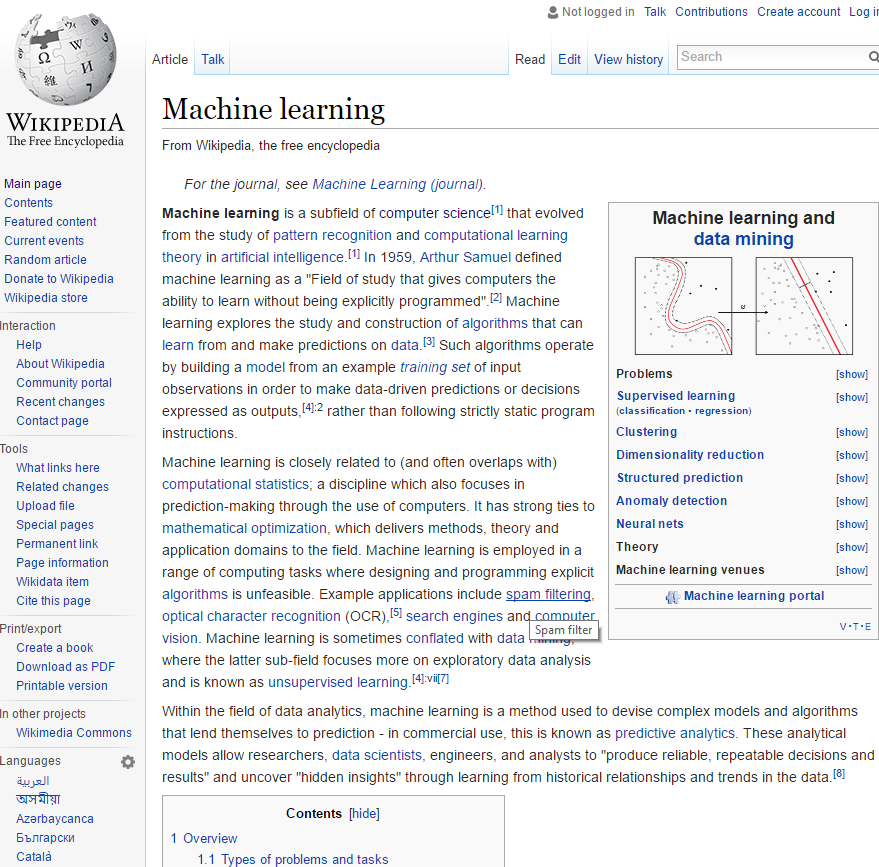 Not logged in Talk Contributions Create account Log in
WIKIPEDIA
The Free Encyclopedia
Article Talk Read Edit View history Search
Machine learning
From Wikipedia, the free encyclopedia
For the journal, see Machine Learning (journal).
Machine learning is a subfield of computer science[1] that evolved
from the study of pattern recognition and computational learning
theory in artificial intelligence.[1] In 1959, Arthur Samuel defined
machine learning as a "Field of study that gives computers the
ability to learn without being explicitly programmed".[2] Machine
learning explores the study and construction of algorithms that can
learn from and make predictions on data.[3] Such algorithms operate
by building a model from an example training set of input
observations in order to make data-driven predictions or decisions
expressed as outputs,[4]:2 rather than following strictly static program
instructions.
Machine learning is closely related to (and often overlaps with)
computational statistics; a discipline which also focuses in
prediction-making through the use of computers. It has strong ties to
mathematical optimization, which delivers methods, theory and
application domains to the field. Machine learning is employed in a
range of computing tasks where designing and programming explicit
algorithms is unfeasible. Example applications include spam filtering,
optical character recognition (OCR),[5] search engines and computer
Spam filter
vision. Machine learning is sometimes conflated with data mining,
where the latter sub-field focuses more on exploratory data analysis
and is known as unsupervised learning.[4]:vii[7]
Within the field of data analytics, machine learning is a method used to devise complex models and algorithms
that lend themselves to prediction - in commercial use, this is known as predictive analytics. These analytical
models allow researchers, data scientists, engineers, and analysts to "produce reliable, repeatable decisions and
results" and uncover "hidden insights" through learning from historical relationships and trends in the data.[8]
Contents [hide]
1 Overview
1.1 Types of problems and tasks
Machine learning and
data mining
Problems [show]
Supervised learning [show]
(classification • regression)
Clustering [show]
Dimensionality reduction [show]
Structured prediction [show]
Anomaly detection [show]
Neural nets [show]
Theory [show]
Machine learning venues [show]
Machine learning portal
V · T · E
Main page
Contents
Featured content
Current events
Random article
Donate to Wikipedia
Wikipedia store
Interaction
Help
About Wikipedia
Community portal
Recent changes
Contact page
Tools
What links here
Related changes
Upload file
Special pages
Permanent link
Page information
Wikidata item
Cite this page
Print/export
Create a book
Download as PDF
Printable version
In other projects
Wikimedia Commons
Languages
العربية
অসমীয়া
Azərbaycanca
Български
Català